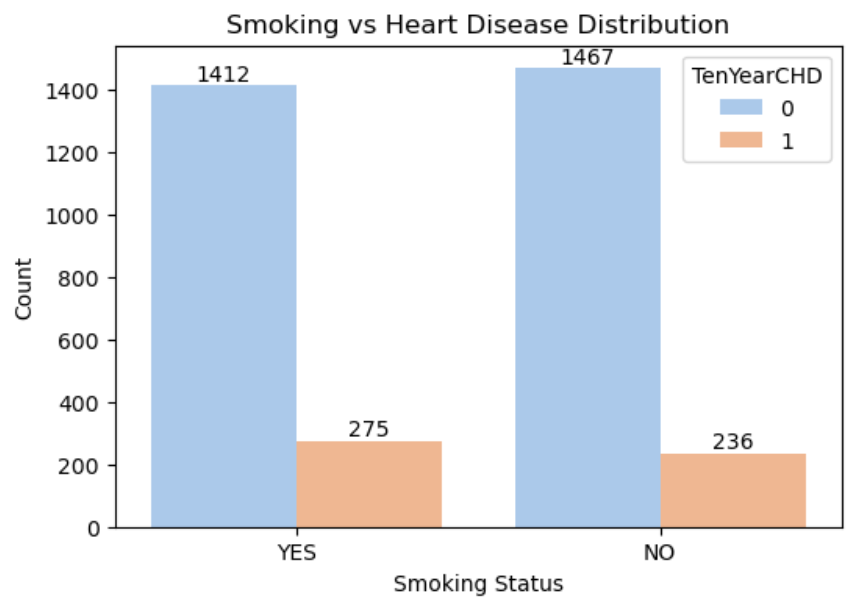 Smoking vs Heart Disease Distribution
1412
1467
TenYearCHD
0
1
1400
1200
1000
800
600
400
200
0
Count
275
236
YES
NO
Smoking Status